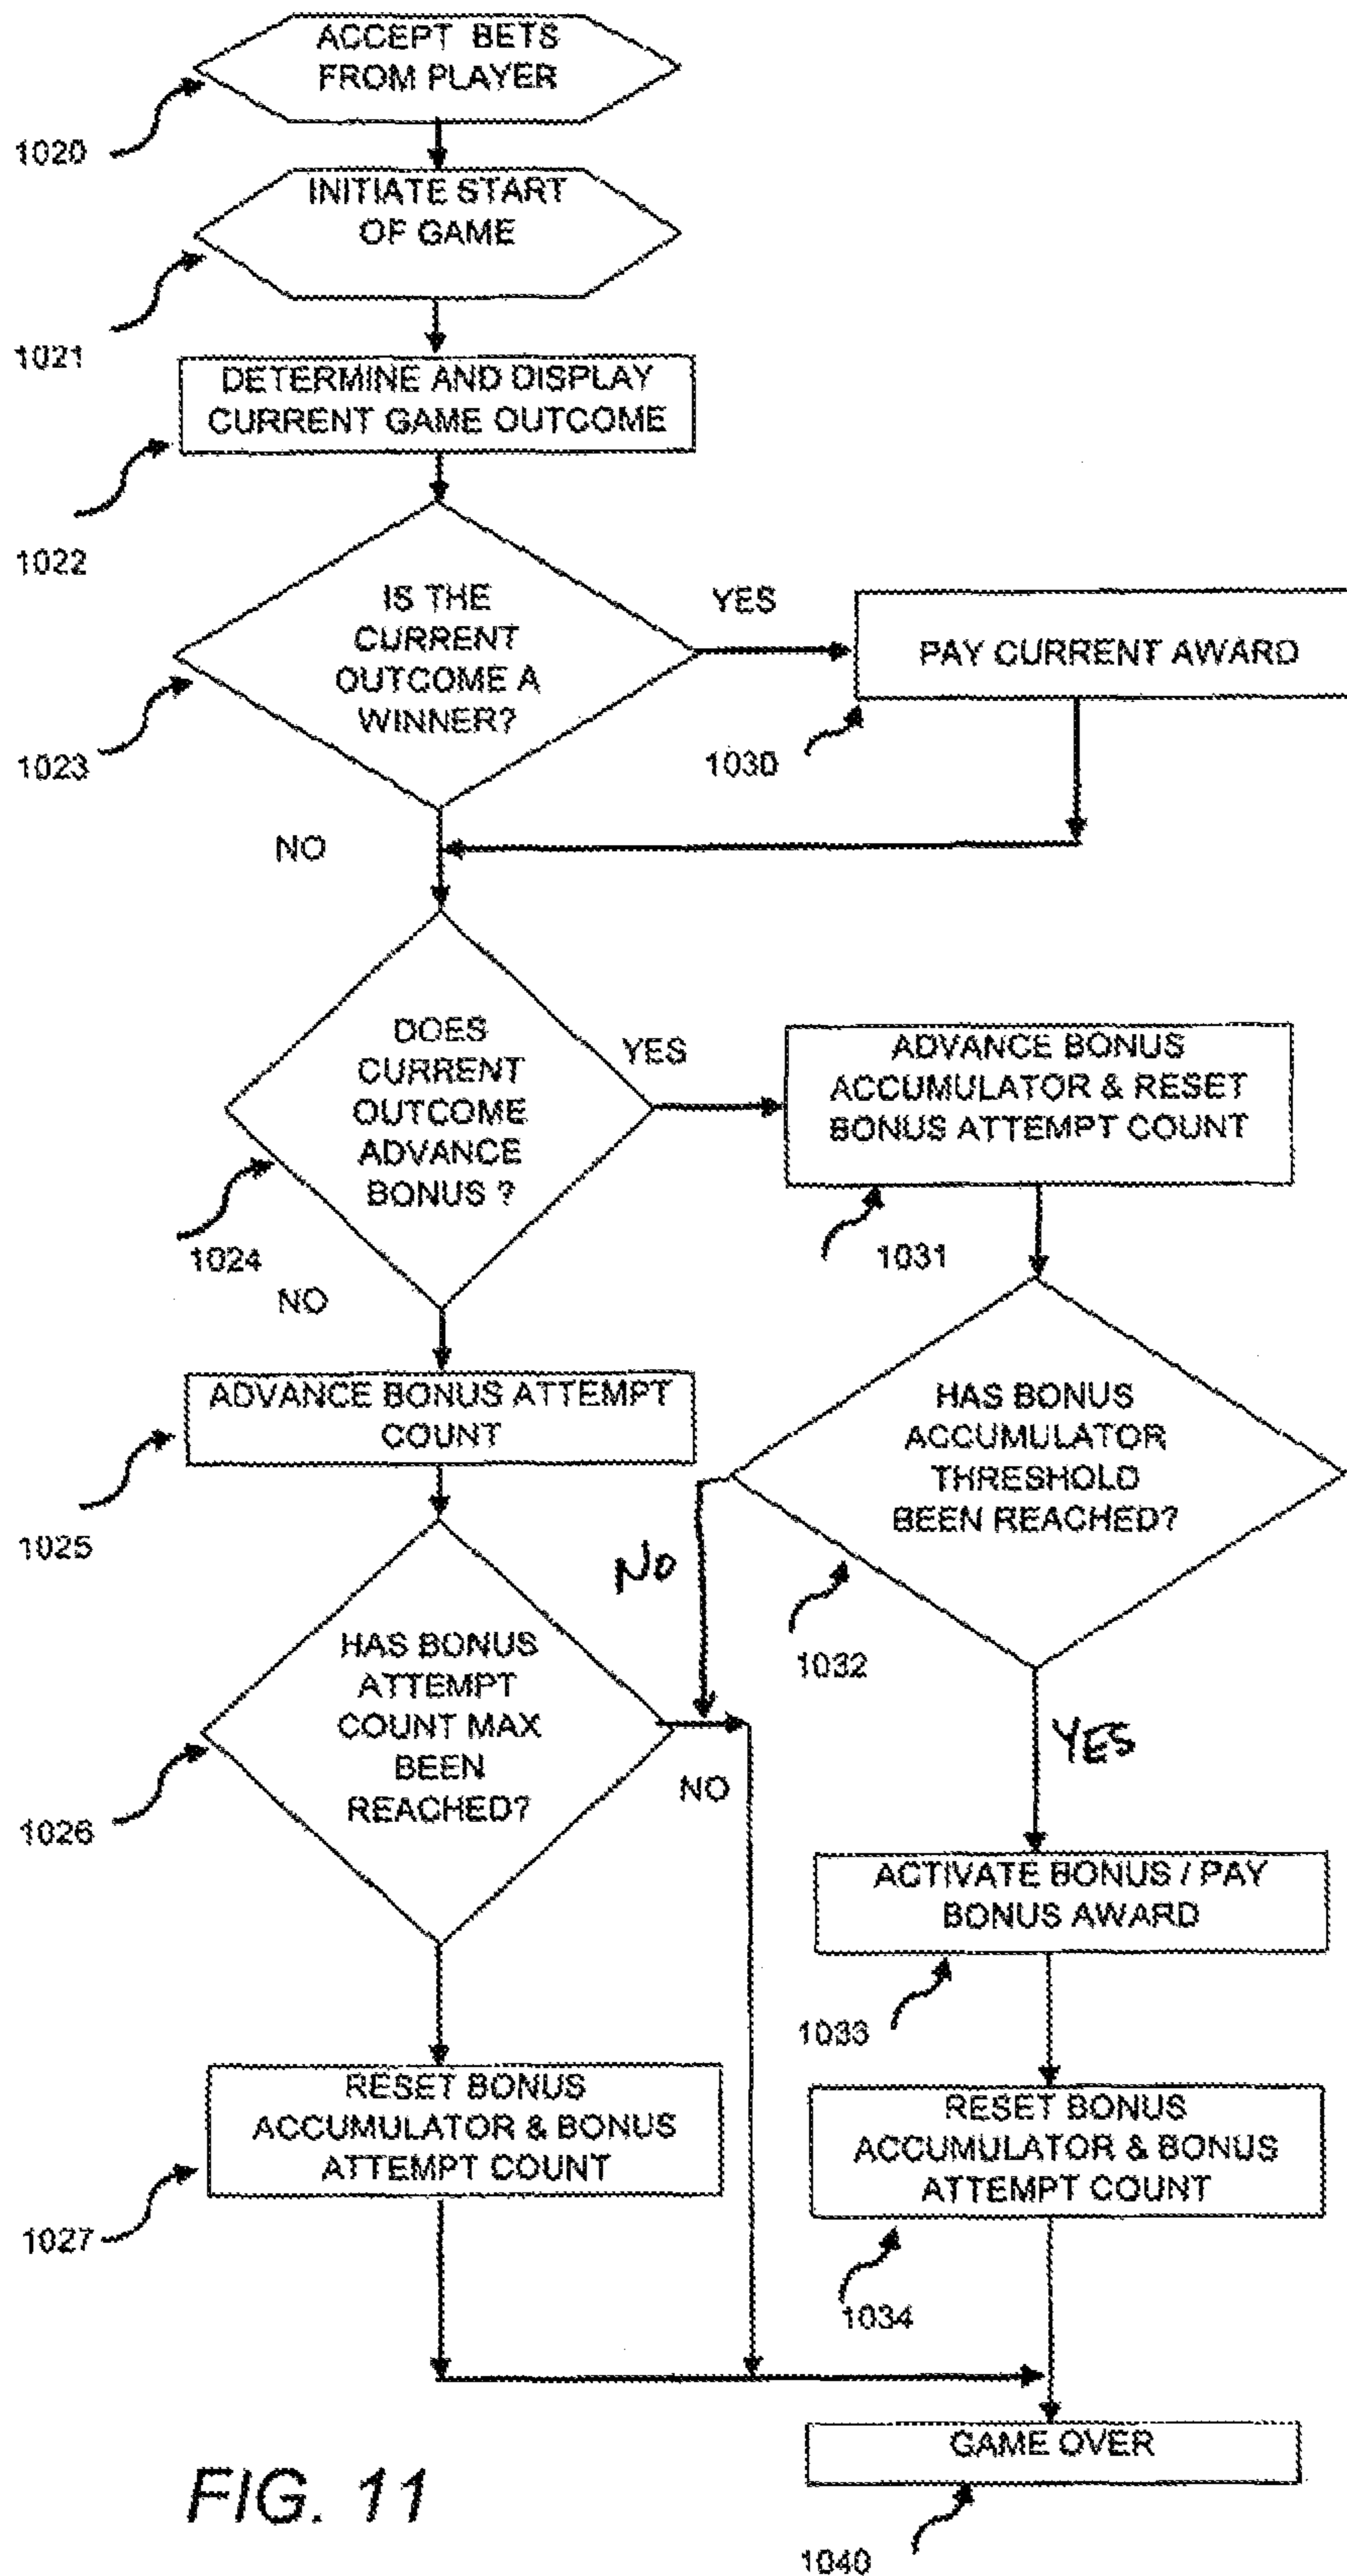 ACCEPT BETS
FROM PLAYER
1020
INITIATE START
OF GAME
1021
DETERMINE AND DISPLAY
CURRENT GAME OUTCOME
1022
IS THE
CURRENT
OUTCOME A
WINNER?
1023
YES
PAY CURRENT AWARD
1030
NO
DOES
CURRENT
OUTCOME
ADVANCE
BONUS ?
1024
YES
ADVANCE BONUS
ACCUMULATOR & RESET
BONUS ATTEMPT COUNT
1031
NO
ADVANCE BONUS ATTEMPT
COUNT
1025
HAS BONUS
ACCUMULATOR
THRESHOLD
BEEN REACHED?
1032
NO
HAS BONUS
ATTEMPT
COUNT MAX
BEEN
REACHED?
1026
NO
YES
ACTIVATE BONUS / PAY
BONUS AWARD
1033
RESET BONUS
ACCUMULATOR & BONUS
ATTEMPT COUNT
1027
RESET BONUS
ACCUMULATOR & BONUS
ATTEMPT COUNT
1034
GAME OVER
1040
FIG. 11